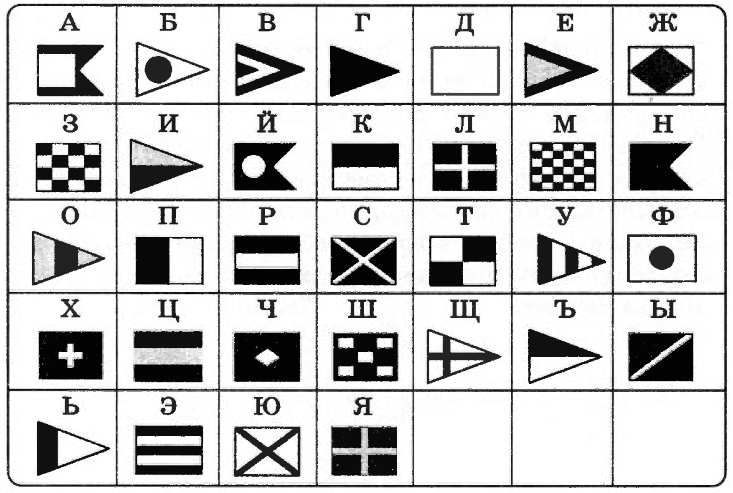 А Б В Г Д Е Ж
З И Й К Л М Н
О П Р С Т У Ф
Х Ц Ч Ш Щ Ъ Ы
Ь Э Ю Я